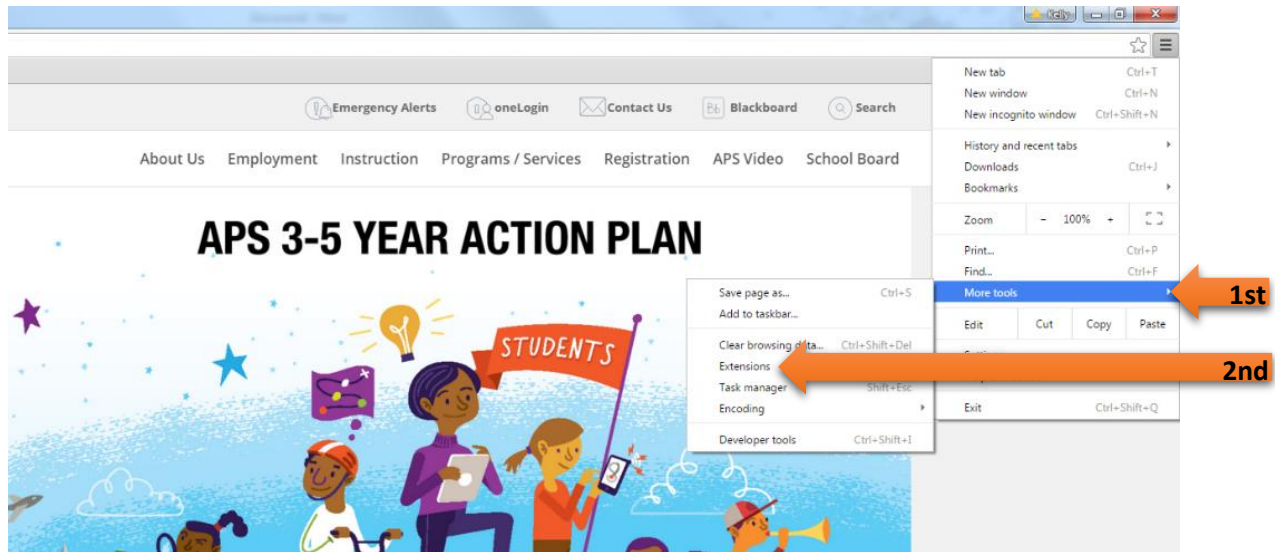 Kelly
Emergency Alerts oneLogin Contact Us Bb Blackboard Search
About Us Employment Instruction Programs / Services Registration APS Video School Board
APS 3-5 YEAR ACTION PLAN
STUDENTS
New tab Ctrl+T
New window Ctrl+N
New incognito window Ctrl+Shift+N
History and recent tabs
Downloads Ctrl+J
Bookmarks
Zoom - 100% +
Print... Ctrl+P
Find... Ctrl+F
More tools
1st
Edit Cut Copy Paste
Exit Ctrl+Shift+Q
Save page as... Ctrl+S
Add to taskbar...
Clear browsing data... Ctrl+Shift+Del
Extensions
2nd
Task manager Shift+Esc
Encoding
Developer tools Ctrl+Shift+I